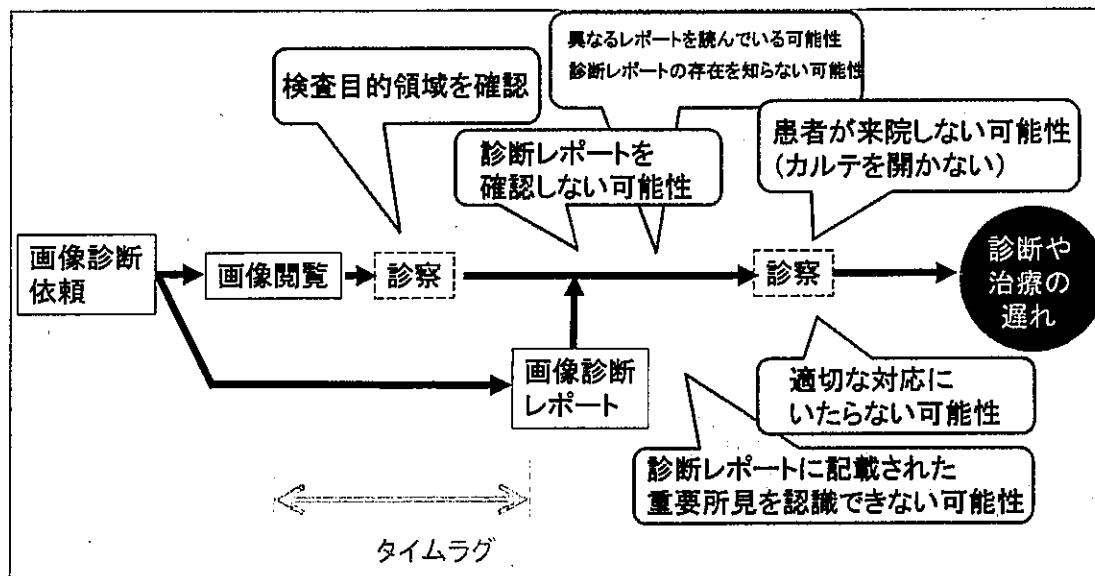 異なるレポートを読んでいる可能性
診断レポートの存在を知らない可能性
検査目的領域を確認
患者が来院しない可能性
(カルテを開かない)
診断レポートを
確認しない可能性
画像診断
依頼
画像閲覧
診察
診察
診断や
治療の
遅れ
画像診断
レポート
適切な対応に
いたらない可能性
診断レポートに記載された
重要所見を認識できない可能性
タイムラグ